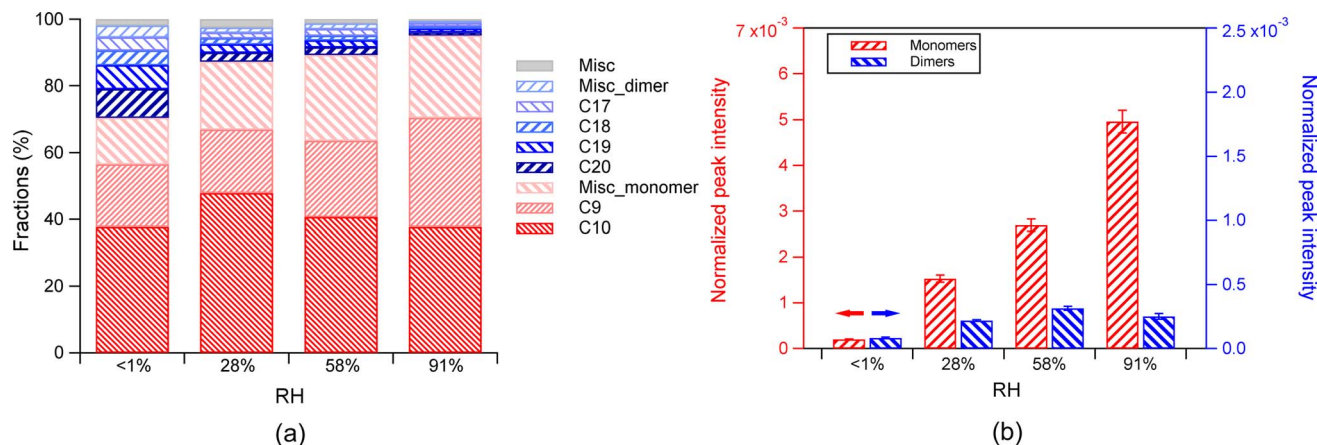 100
80
60
40
20
0
Fractions (%)
<1%
28%
58%
91%
RH
(a)
Misc
Misc_dimer
C17
C18
C19
C20
Misc_monomer
C9
C10
7 x10-3
6
5
4
3
2
1
0
Normalized peak intensity
Monomers
Dimers
<1%
28%
58%
91%
RH
(b)
2.5 x10-3
2.0
1.5
1.0
0.5
0.0
Normalized peak intensity